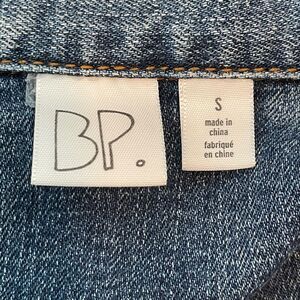 BP.
S
made in
china
fabriqué
en chine